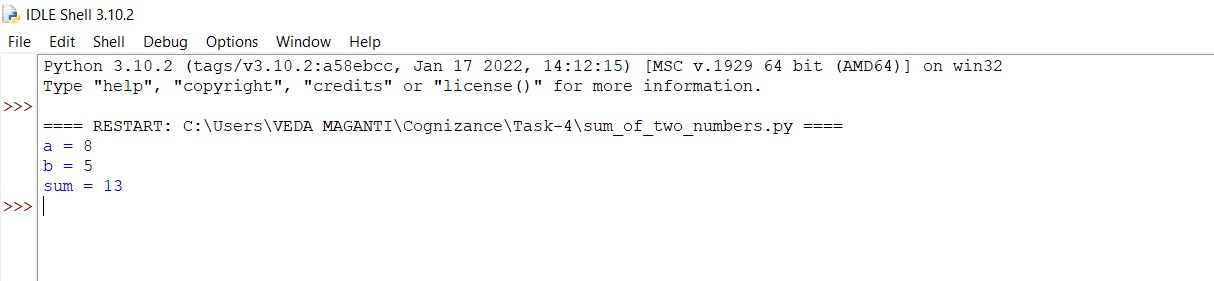 IDLE Shell 3.10.2
File Edit Shell Debug Options Window Help
Python 3.10.2 (tags/v3.10.2:a58ebcc, Jan 17 2022, 14:12:15) [MSC v.1929 64 bit (AMD64)] on win32
Type "help", "copyright", "credits" or "license()" for more information.
>>>
==== RESTART: C:\Users\VEDA MAGANTI\Cognizance\Task-4\sum_of_two_numbers.py ====
a = 8
b = 5
sum = 13
>>>